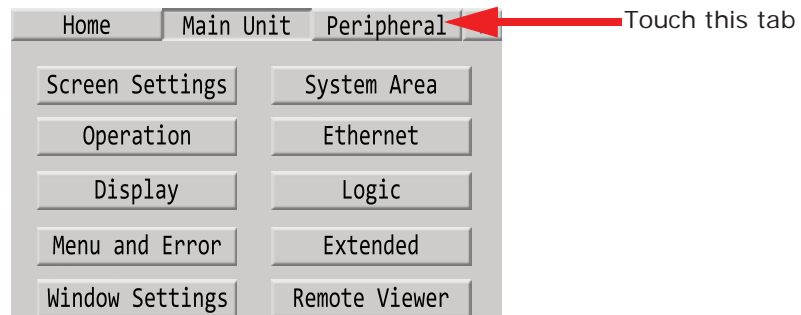 Home Main Unit Peripheral Touch this tab
Screen Settings System Area
Operation Ethernet
Display Logic
Menu and Error Extended
Window Settings Remote Viewer